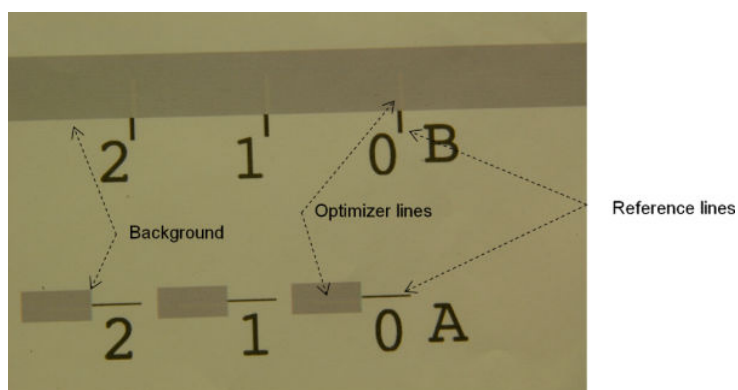 2 1 0 B
Optimizer lines
Reference lines
Background
2 1 0 A